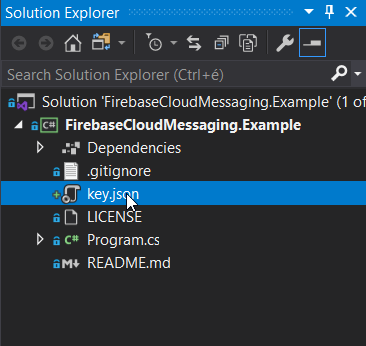 Solution Explorer
Search Solution Explorer (Ctrl+é)
Solution 'FirebaseCloudMessaging.Example' (1 of
C# FirebaseCloudMessaging.Example
Dependencies
.gitignore
key.json
LICENSE
C# Program.cs
M↓ README.md